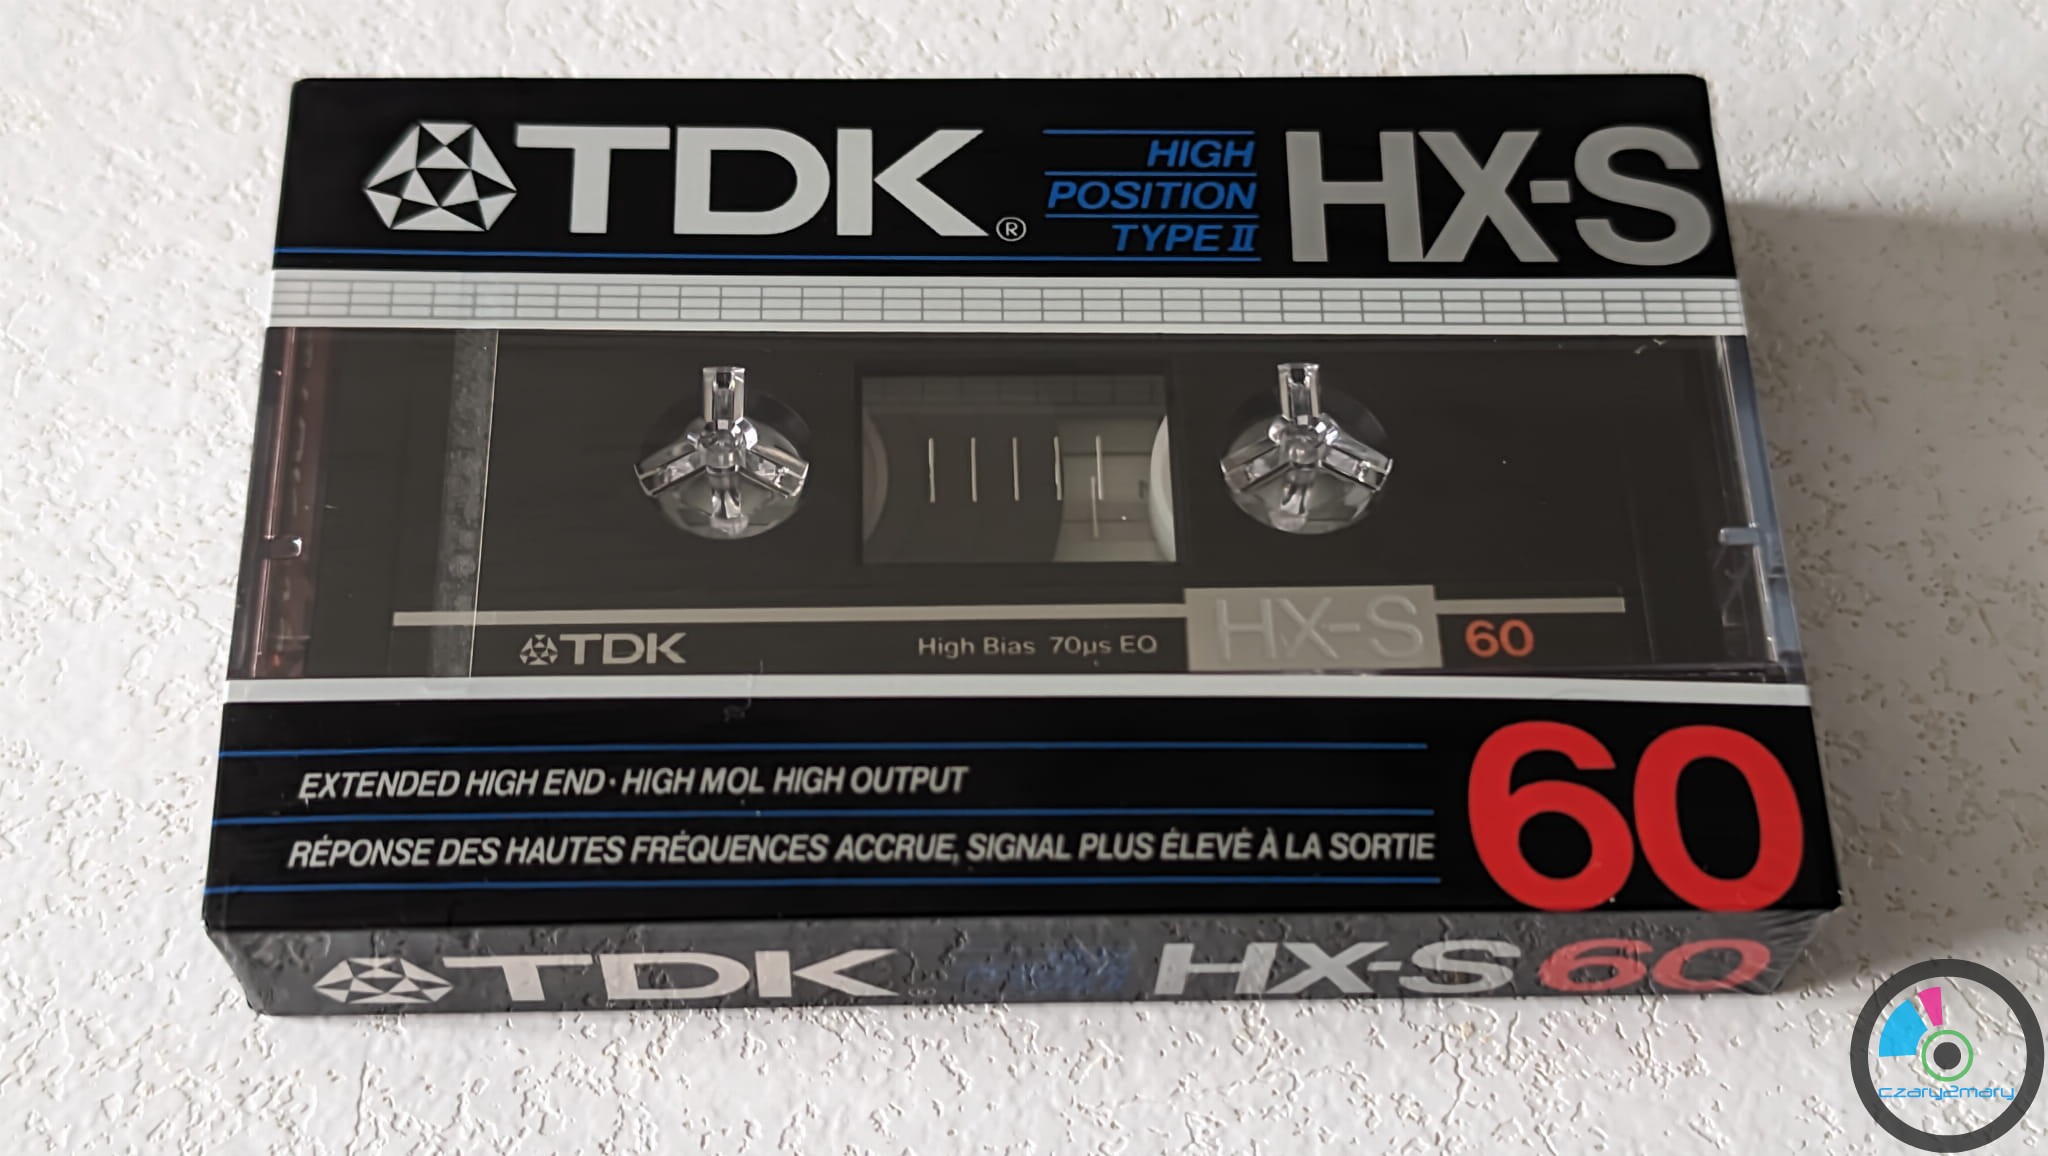 TDK®
HIGH
POSITION
TYPE II
HX-S
TDK
High Bias 70µs EQ
HX-S
60
EXTENDED HIGH END · HIGH MOL HIGH OUTPUT
RÉPONSE DES HAUTES FRÉQUENCES ACCRUE, SIGNAL PLUS ÉLEVÉ À LA SORTIE
60
TDK
HX-S 60
czary2mary